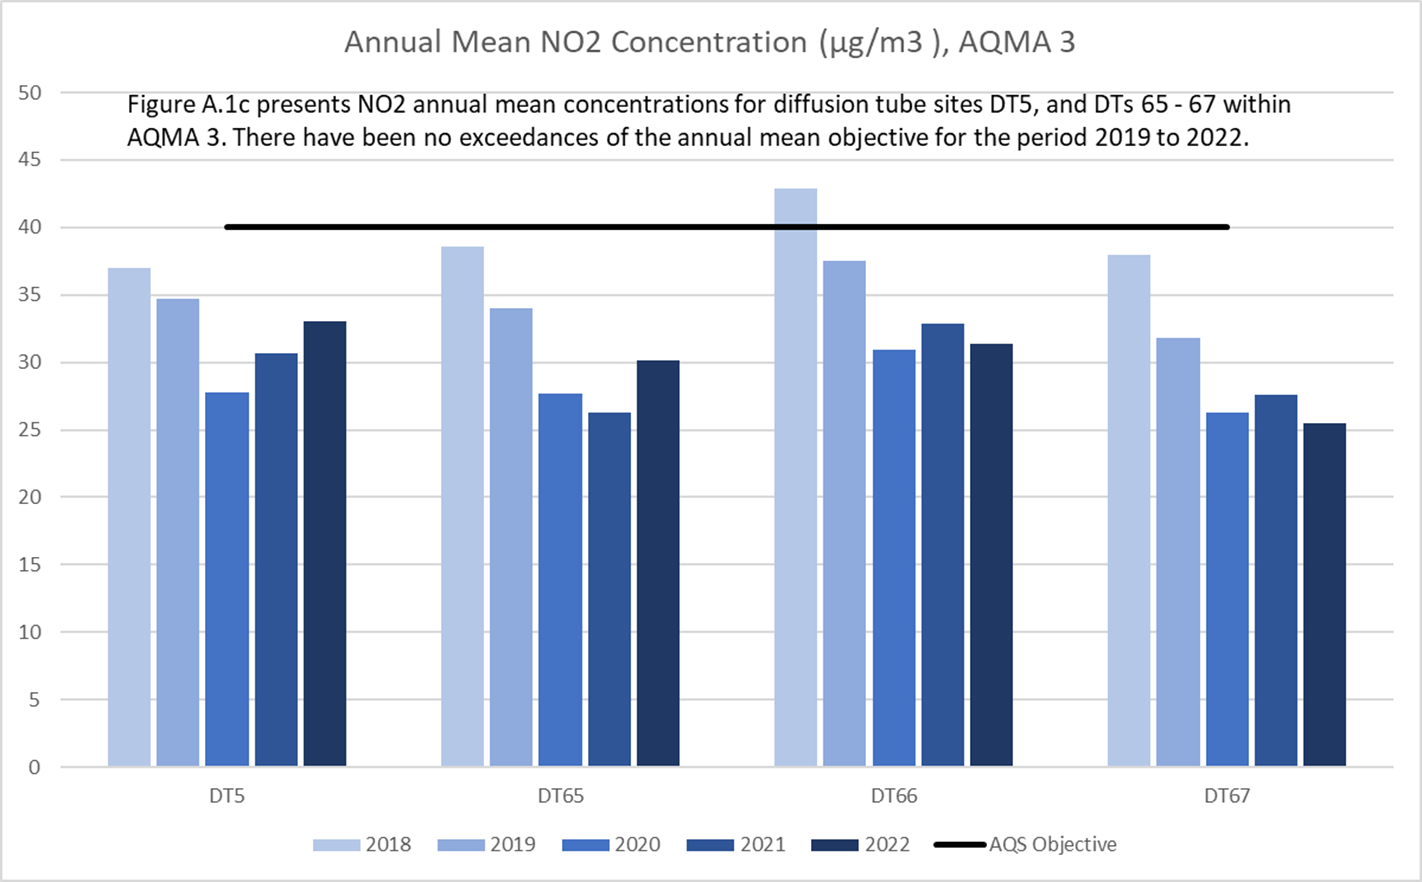 Annual Mean NO2 Concentration (µg/m3 ), AQMA 3
Figure A.1c presents NO2 annual mean concentrations for diffusion tube sites DT5, and DTs 65 - 67 within
AQMA 3. There have been no exceedances of the annual mean objective for the period 2019 to 2022.
50
45
40
35
30
25
20
15
10
5
0
DT5 DT65 DT66 DT67
2018 2019 2020 2021 2022 AQS Objective